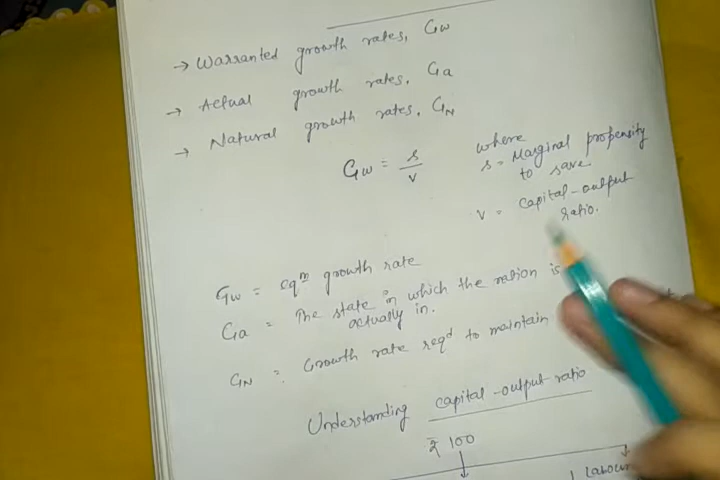 → Warranted growth rates, Gw
→ Actual growth rates. Ga
→ Natural growth rates. GN
Gw = s/v
where
s = Marginal propensity
to save
v = capital-output
ratio.
Gw = eqm growth rate
Ga = The state in which the nation is
actually in.
GN = Growth rate reqd to maintain
Understanding capital-output ratio
₹ 100
labour